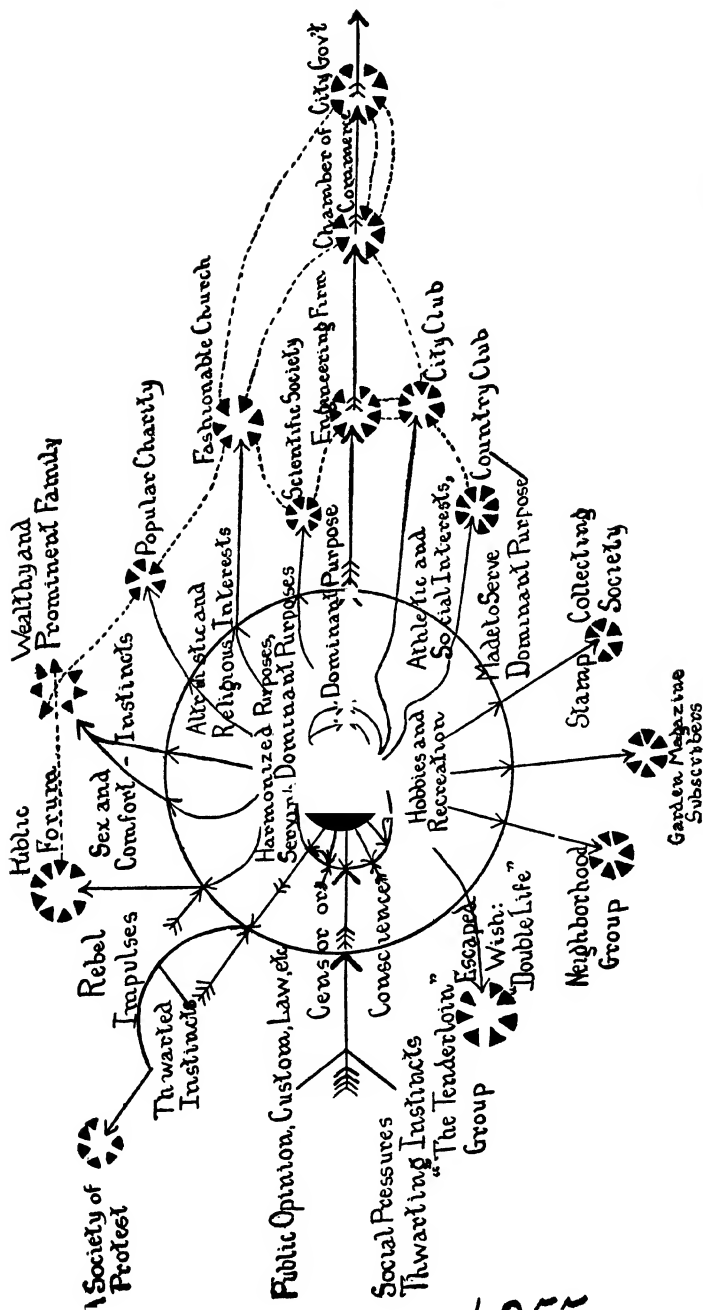 A Society of
Protest
Thwarted
Instincts
Rebel
Impulses
Public
Forum
Wealthy and
Prominent Family
Sex and
Comfort - Instincts
Popular Charity
Altruistic and
Religious Interests
Fashionable Church
Harmonized Purposes,
Servant Dominant Purposes
Scientific Society
Dominant Purpose
Engineering Firm
Chamber of
Commerce
City Gov't
Public Opinion, Custom, Law, etc.
Censor or
Conscience"
Social Pressures
Thwarting Instincts
Athletic and
Social Interests,
Made to Serve
Dominant Purpose
City Club
Country Club
Hobbies and
Recreation
Escaped
Wish:
"Double Life"
"The Tenderloin"
Group
Neighborhood
Group
Garden Magazine
Subscribers
Stamp Collecting
Society